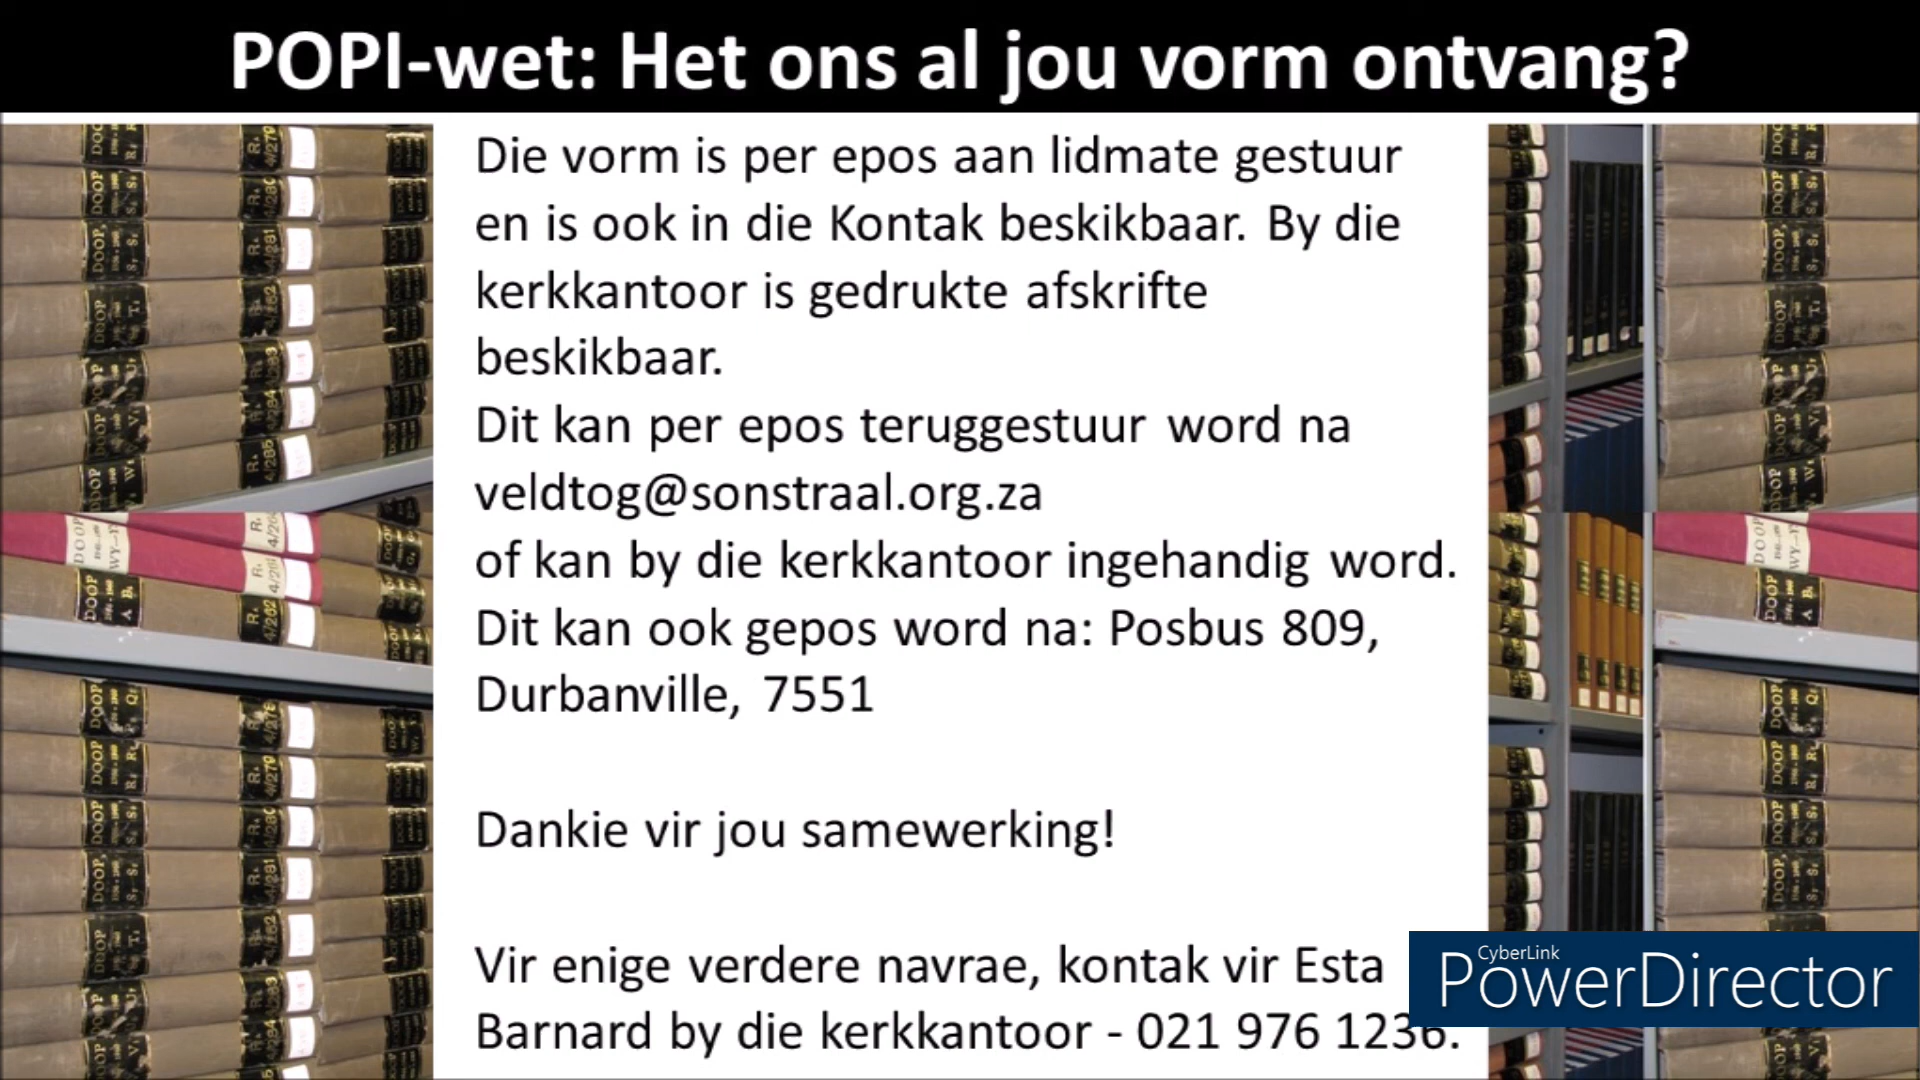 POPI-wet: Het ons al jou vorm ontvang?
Die vorm is per epos aan lidmate gestuur
en is ook in die Kontak beskikbaar. By die
kerkkantoor is gedrukte afskrifte
beskikbaar.
Dit kan per epos teruggestuur word na
veldtog@sonstraal.org.za
of kan by die kerkkantoor ingehandig word.
Dit kan ook gepos word na: Posbus 809,
Durbanville, 7551
Dankie vir jou samewerking!
Vir enige verdere navrae, kontak vir Esta
Barnard by die kerkkantoor - 021 976 1236.
CyberLink
PowerDirector